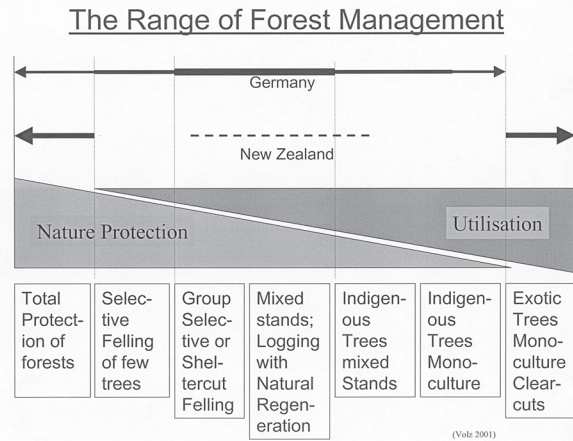 The Range of Forest Management
Germany
New Zealand
Nature Protection
Utilisation
Total
Protect-
ion of
forests
Selec-
tive
Felling
of few
trees
Group
Selec-
tive or
Shel-
tercut
Felling
Mixed
stands;
Logging
with
Natural
Regen-
eration
Indigen-
ous
Trees
mixed
Stands
Indigen-
ous
Trees
Mono-
culture
Exotic
Trees
Mono-
culture
Clear-
cuts
(Volz 2001)